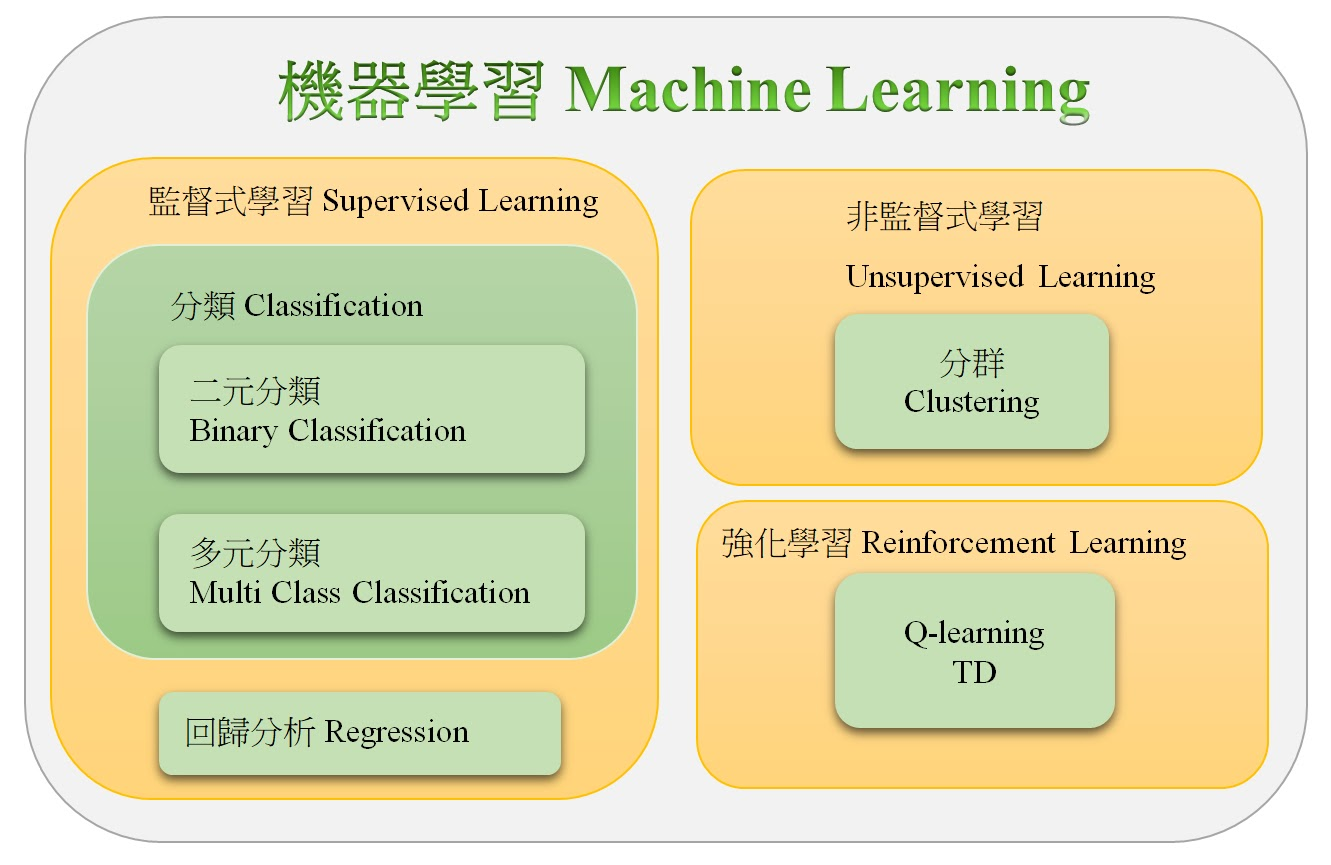 機器學習 Machine Learning
監督式學習 Supervised Learning
分類 Classification
二元分類
Binary Classification
多元分類
Multi Class Classification
回歸分析 Regression
非監督式學習
Unsupervised Learning
分群
Clustering
強化學習 Reinforcement Learning
Q-learning
TD